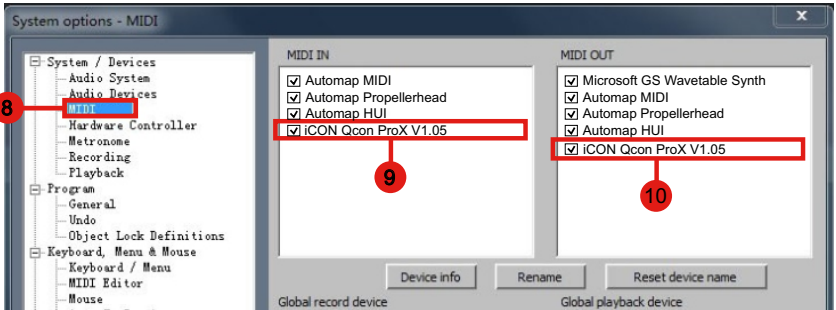 System options - MIDI
x
System / Devices
Audio System
Audio Devices
8
MIDI
Hardware Controller
Metronome
Recording
Playback
Program
General
Undo
Object Lock Definitions
Keyboard, Menu & Mouse
Keyboard / Menu
MIDI Editor
Mouse
MIDI IN
Automap MIDI
Automap Propellerhead
Automap HUI
iCON Qcon ProX V1.05
9
MIDI OUT
Microsoft GS Wavetable Synth
Automap MIDI
Automap Propellerhead
Automap HUI
iCON Qcon ProX V1.05
10
Device info
Rename
Reset device name
Global record device
Global playback device